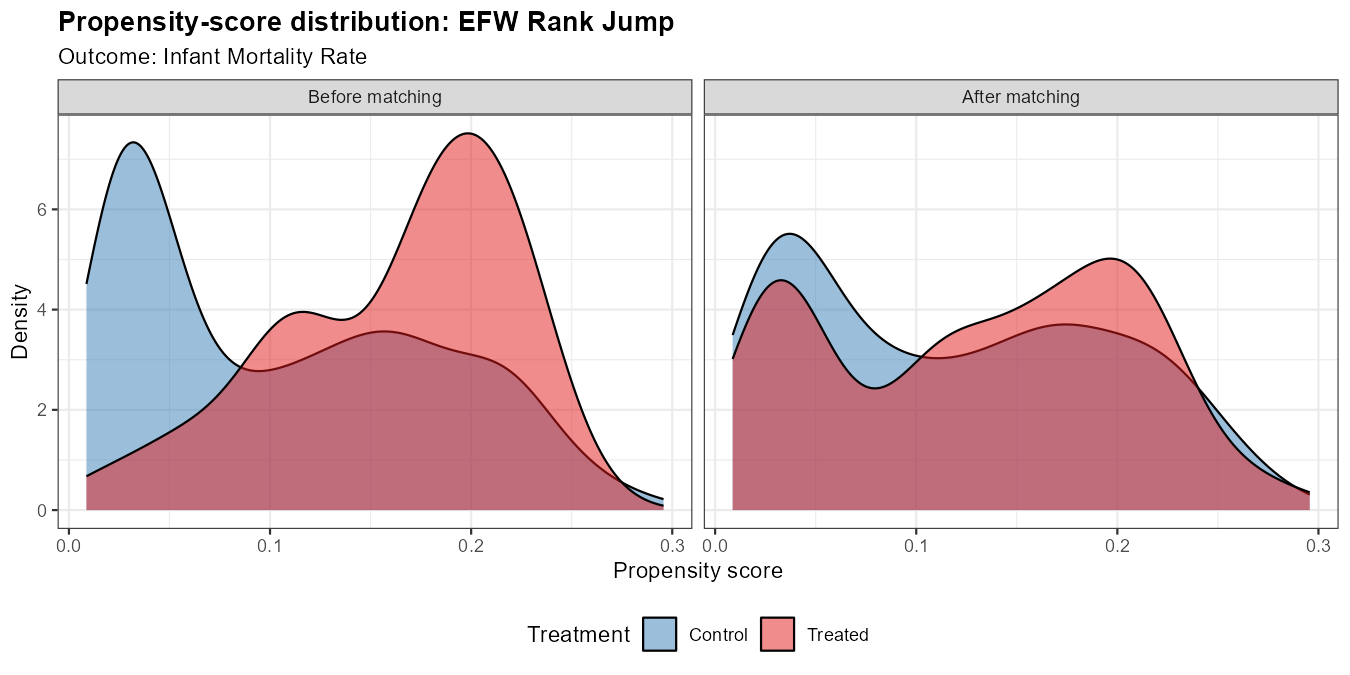 Propensity-score distribution: EFW Rank Jump
Outcome: Infant Mortality Rate
Before matching
After matching
Density
6
4
2
0
0.0
0.1
0.2
0.3
0.0
0.1
0.2
0.3
Propensity score
Treatment
Control
Treated